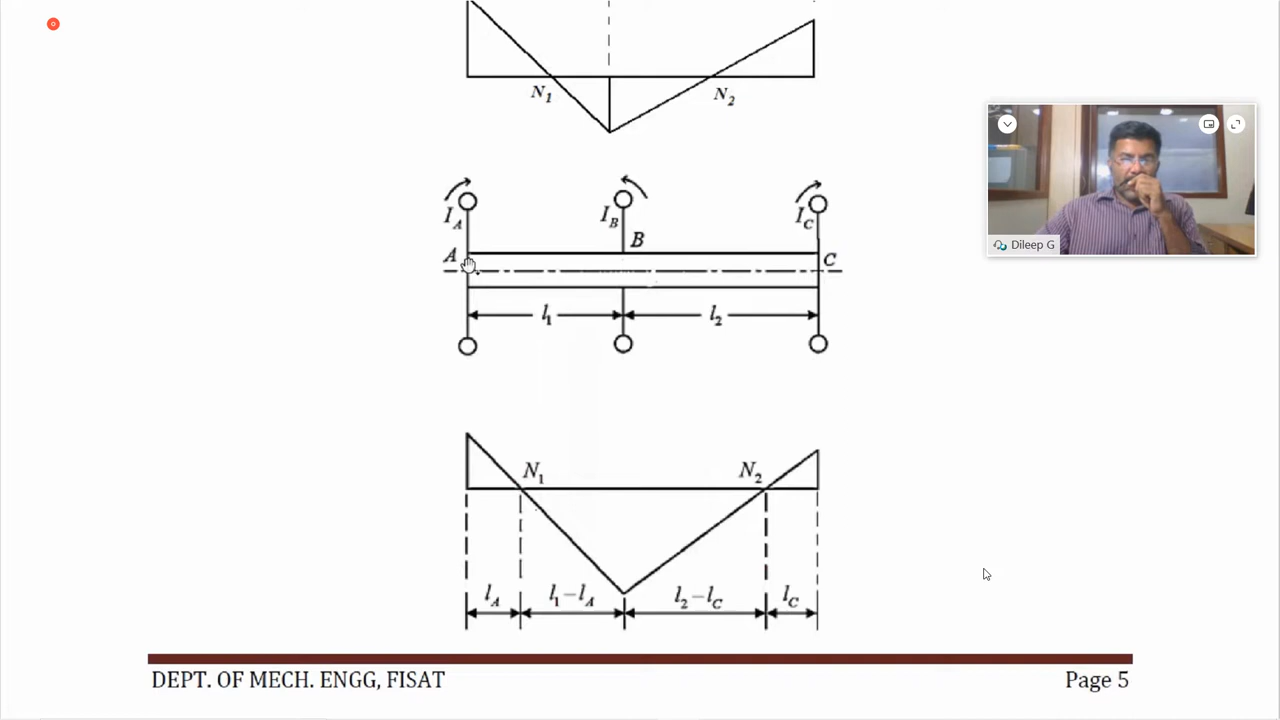 N1
N2
IA
IB
IC
A
B
C
l1
l2
N1
N2
lA
l1–lA
l2–lC
lC
Dileep G
DEPT. OF MECH. ENGG, FISAT
Page 5